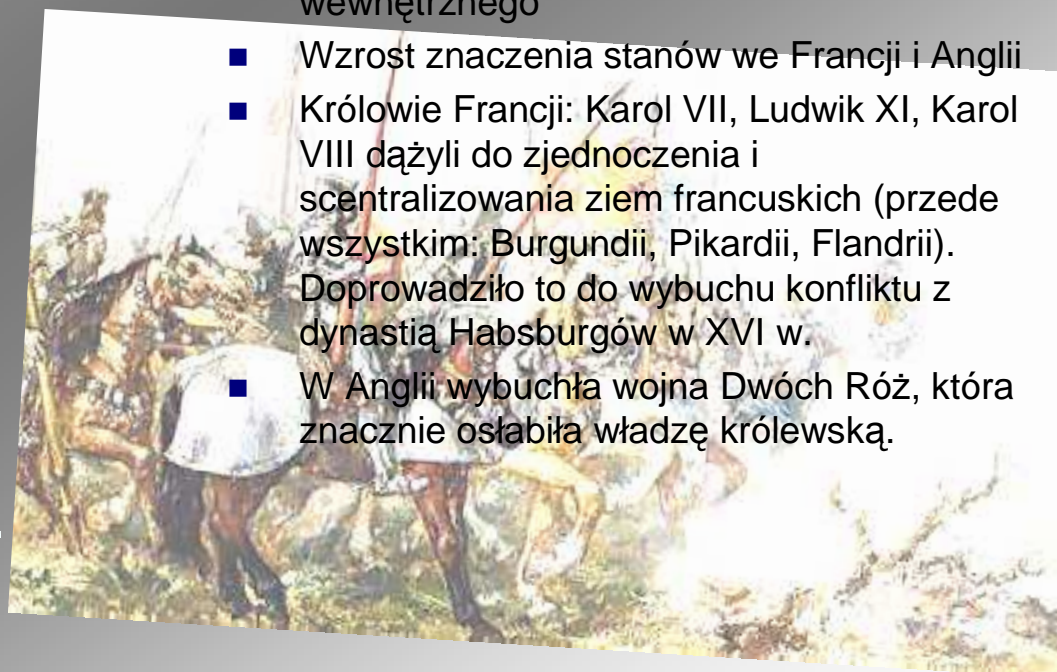 wewnętrznego
Wzrost znaczenia stanów we Francji i Anglii
Królowie Francji: Karol VII, Ludwik XI, Karol
VIII dążyli do zjednoczenia i
scentralizowania ziem francuskich (przede
wszystkim: Burgundii, Pikardii, Flandrii).
Doprowadziło to do wybuchu konfliktu z
dynastią Habsburgów w XVI w.
W Anglii wybuchła wojna Dwóch Róż, która
znacznie osłabiła władzę królewską.